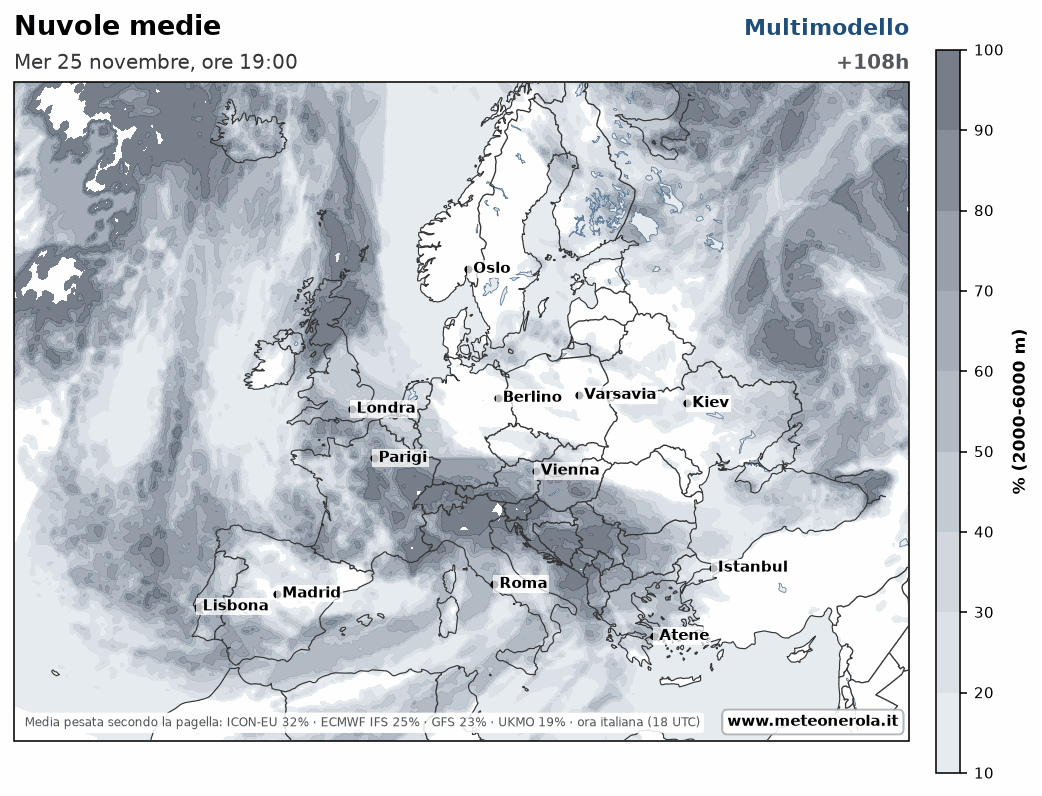 Nuvole medie
Multimodello
Mer 25 novembre, ore 19:00
+108h
100
90
80
70
60
50
40
30
20
10
% (2000-6000 m)
Oslo
Berlino
Varsavia
Kiev
Londra
Parigi
Vienna
Istanbul
Roma
Madrid
Lisbona
Atene
Media pesata secondo la pagella: ICON-EU 32% · ECMWF IFS 25% · GFS 23% · UKMO 19% · ora italiana (18 UTC)
www.meteonerola.it